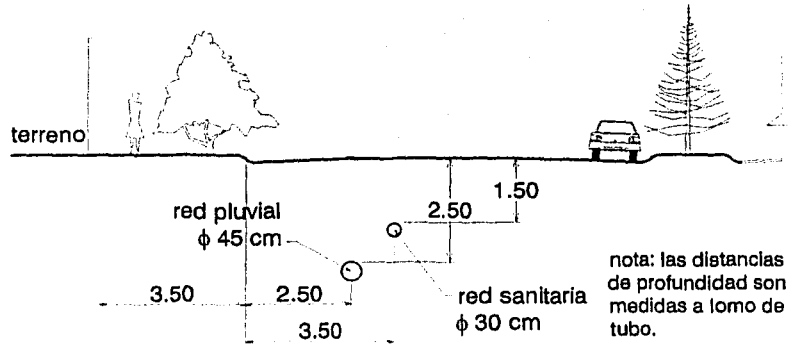 terreno
1.50
2.50
red pluvial
ϕ 45 cm
3.50
2.50
red sanitaria
ϕ 30 cm
3.50
nota: las distancias
de profundidad son
medidas a lomo de
tubo.